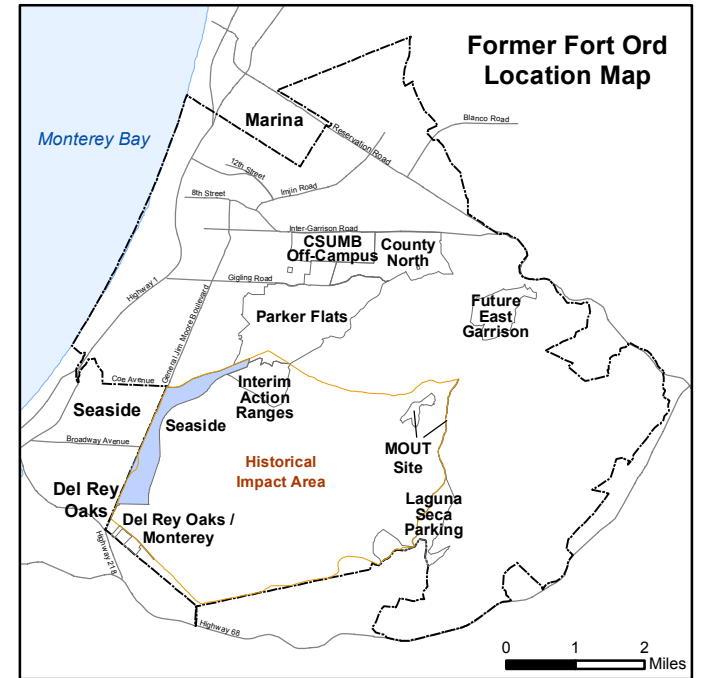 Former Fort Ord
Location Map
Marina
Monterey Bay
Blanco Road
Reservation Road
12th Street
Imjin Road
8th Street
Inter-Garrison Road
CSUMB
Off-Campus
County
North
Gigling Road
Highway 1
General Jim Moore Boulevard
Parker Flats
Future
East
Garrison
Coe Avenue
Interim
Action
Ranges
Seaside
Seaside
Broadway Avenue
MOUT
Site
Historical
Impact Area
Del Rey
Oaks
Laguna
Seca
Parking
Del Rey Oaks /
Monterey
Highway 218
Highway 68
0 1 2
Miles